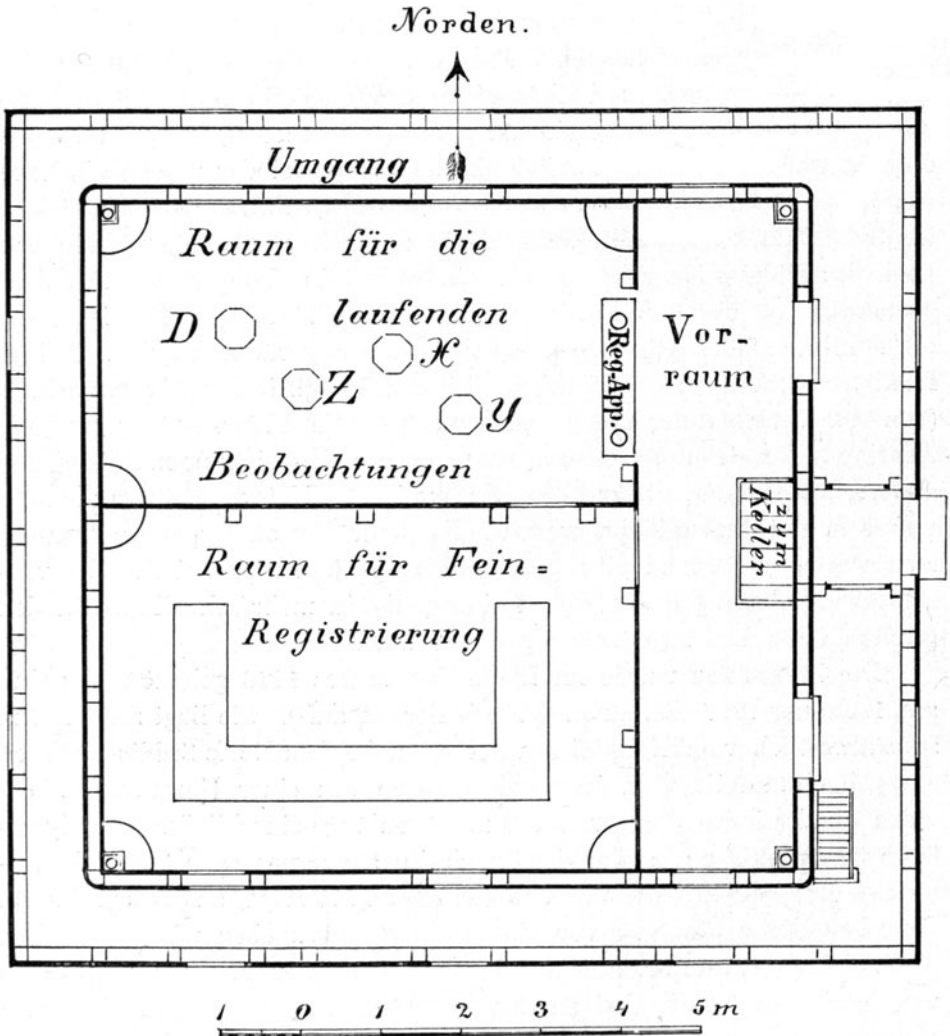 Norden.
Umgang
Raum für die
laufenden
D
X
Z
Y
Reg.App.
Vor-
raum
Beobachtungen
zum
Keller
Raum für Fein=
Registrierung
1 0 1 2 3 4 5 m